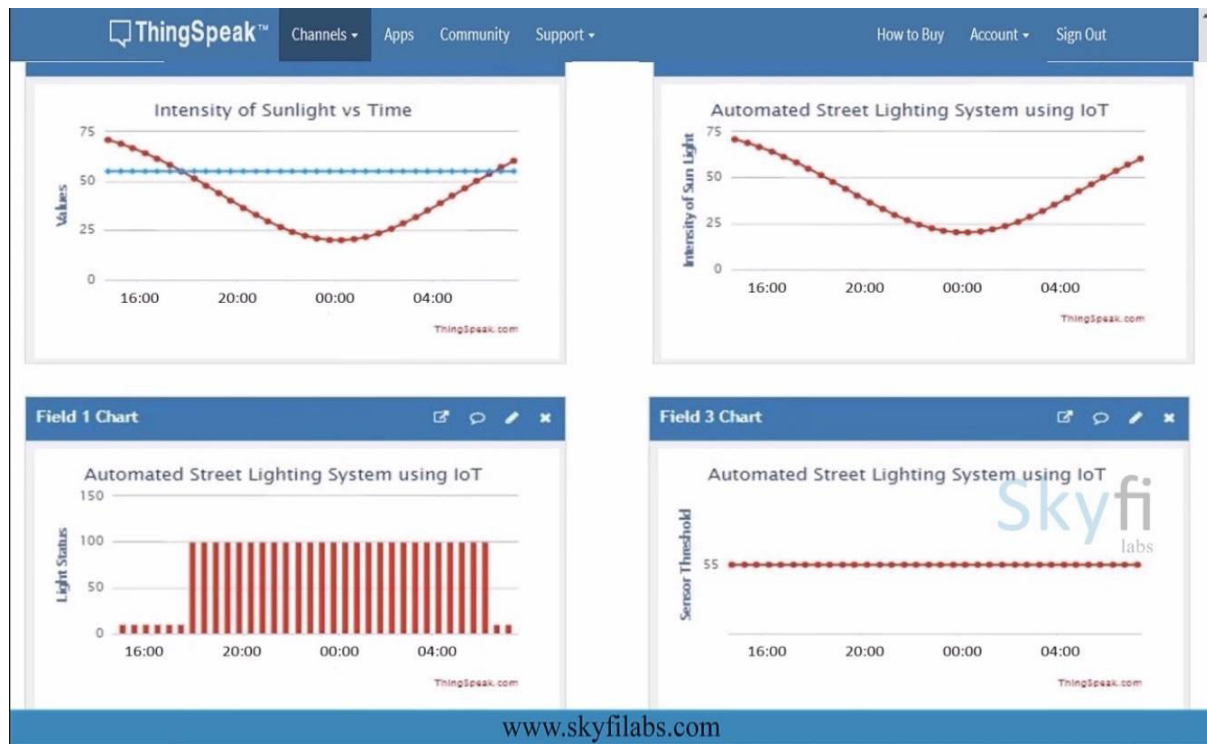 ThingSpeak™ Channels Apps Community Support How to Buy Account Sign Out
Intensity of Sunlight vs Time
75
50
25
0
Values
16:00 20:00 00:00 04:00
ThingSpeak.com
Automated Street Lighting System using IoT
75
50
25
0
Intensity of Sun Light
16:00 20:00 00:00 04:00
ThingSpeak.com
Field 1 Chart
Automated Street Lighting System using IoT
150
100
50
0
Light Status
16:00 20:00 00:00 04:00
ThingSpeak.com
Field 3 Chart
Automated Street Lighting System using IoT
Skyfi
labs
55
Sensor Threshold
16:00 20:00 00:00 04:00
ThingSpeak.com
www.skyfilabs.com